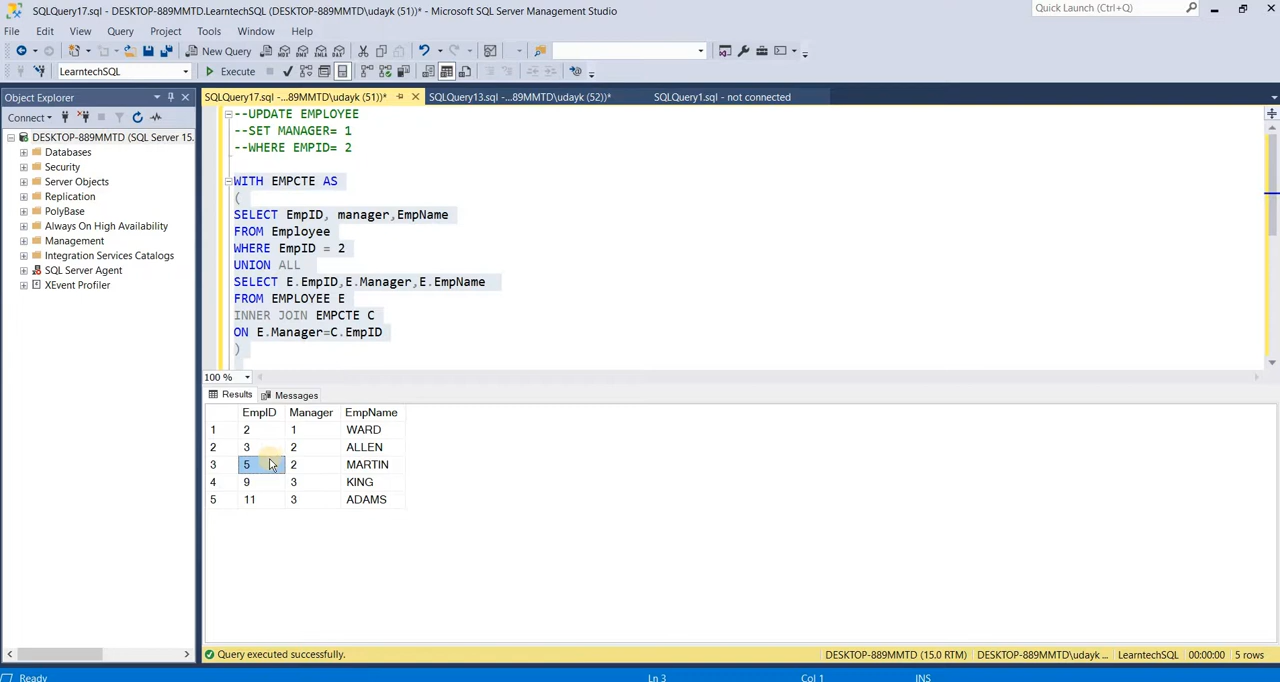 SQLQuery17.sql - DESKTOP-889MMTD.LearntechSQL (DESKTOP-889MMTD\udayk (51))* - Microsoft SQL Server Management Studio
Quick Launch (Ctrl+Q)
File Edit View Query Project Tools Window Help
New Query
LearntechSQL Execute
Object Explorer
SQLQuery17.sql -...89MMTD\udayk (51))* SQLQuery13.sql -...89MMTD\udayk (52))* SQLQuery1.sql - not connected
Connect
DESKTOP-889MMTD (SQL Server 15.
Databases
Security
Server Objects
Replication
PolyBase
Always On High Availability
Management
Integration Services Catalogs
SQL Server Agent
XEvent Profiler
--UPDATE EMPLOYEE
--SET MANAGER= 1
--WHERE EMPID= 2
WITH EMPCTE AS
(
SELECT EmpID, manager,EmpName
FROM Employee
WHERE EmpID = 2
UNION ALL
SELECT E.EmpID,E.Manager,E.EmpName
FROM EMPLOYEE E
INNER JOIN EMPCTE C
ON E.Manager=C.EmpID
)
100 %
Results Messages
EmpID Manager EmpName
1 2 1 WARD
2 3 2 ALLEN
3 5 2 MARTIN
4 9 3 KING
5 11 3 ADAMS
Query executed successfully. DESKTOP-889MMTD (15.0 RTM) DESKTOP-889MMTD\udayk ... LearntechSQL 00:00:00 5 rows
Ready Ln 3 Col 1 INS